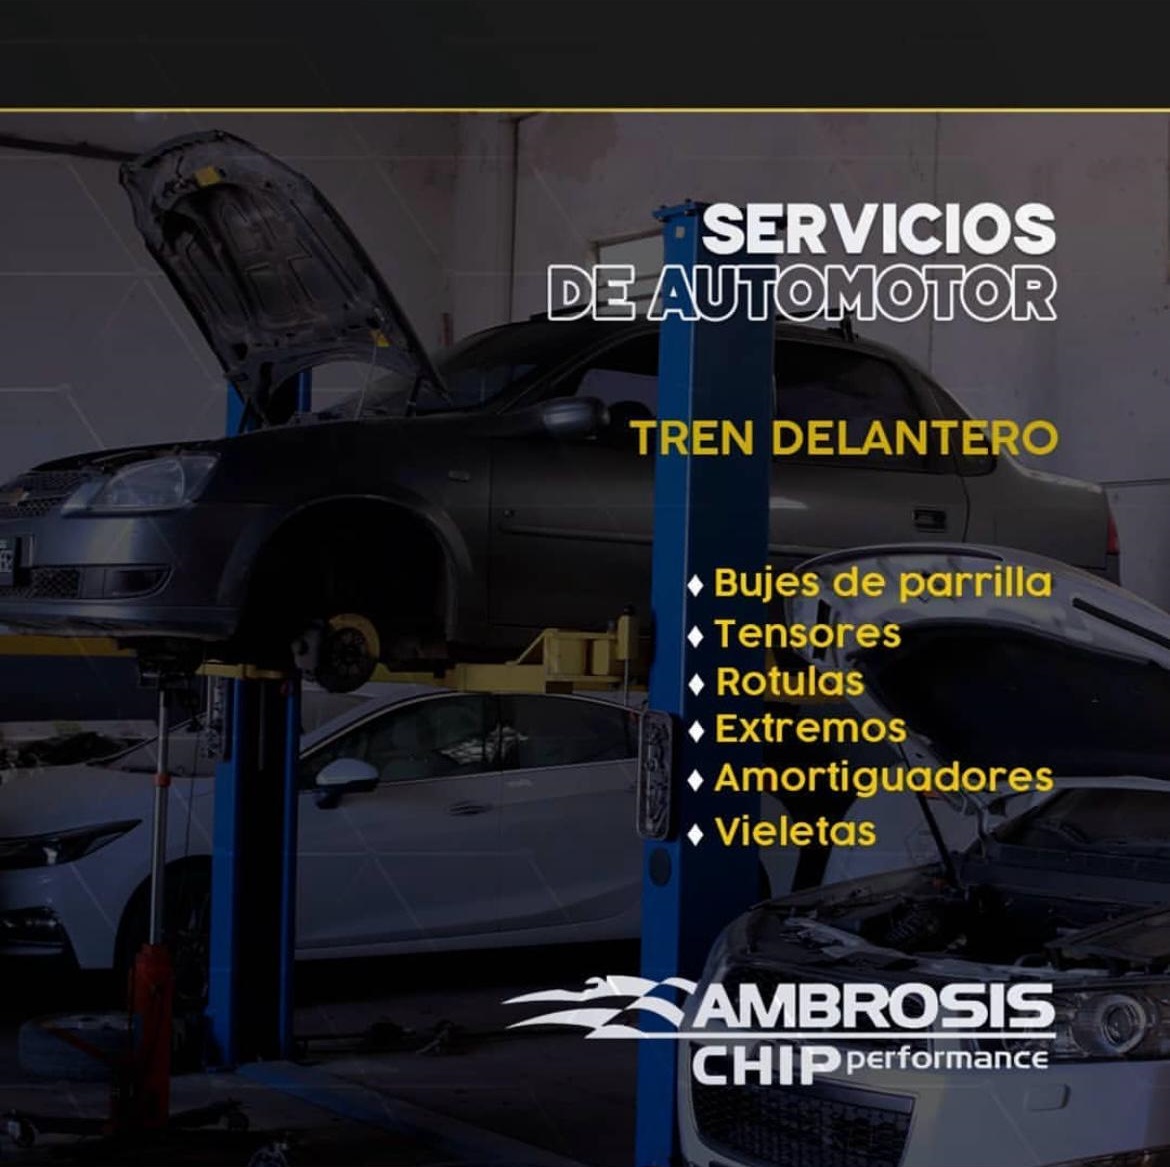 SERVICIOS
DE AUTOMOTOR
TREN DELANTERO
♦ Bujes de parrilla
♦ Tensores
♦ Rotulas
♦ Extremos
♦ Amortiguadores
♦ Vieletas
AMBROSIS
CHIP performance